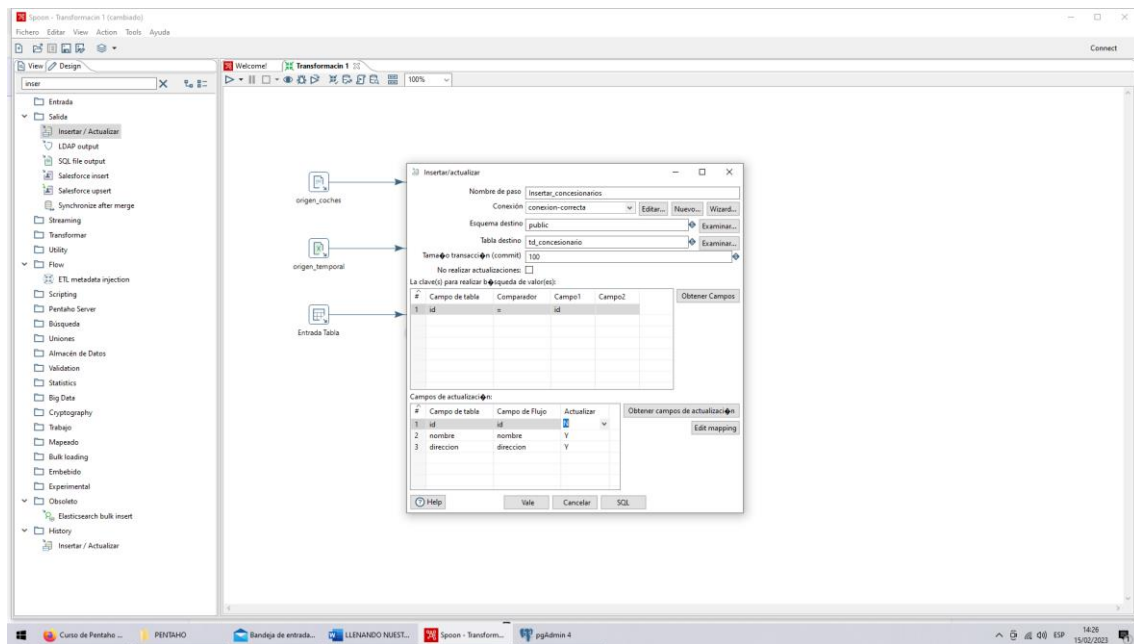 Spoon - Transformacin 1 (cambiado)
Fichero Editar View Action Tools Ayuda
Connect
View Design
inser
Entrada
Salida
Insertar / Actualizar
LDAP output
SQL file output
Salesforce insert
Salesforce upsert
Synchronize after merge
Streaming
Transformar
Utility
Flow
ETL metadata injection
Scripting
Pentaho Server
Búsqueda
Uniones
Almacén de Datos
Validation
Statistics
Big Data
Cryptography
Trabajo
Mapeado
Bulk loading
Embebido
Experimental
Obsoleto
Elasticsearch bulk insert
History
Insertar / Actualizar
Welcome! Transformacin 1
100%
origen_coches
origen_temporal
Entrada Tabla
Insertar/actualizar
Nombre de paso Insertar_concesionarios
Conexión conexion-correcta Editar... Nuevo... Wizard...
Esquema destino public Examinar...
Tabla destino td_concesionario Examinar...
Tama�o transacci�n (commit) 100
No realizar actualizaciones:
La clave(s) para realizar b�squeda de valor(es):
# Campo de tabla Comparador Campo1 Campo2 Obtener Campos
1 id = id
Campos de actualizaci�n:
# Campo de tabla Campo de Flujo Actualizar Obtener campos de actualizaci�n
1 id id N Edit mapping
2 nombre nombre Y
3 direccion direccion Y
Help Vale Cancelar SQL
Curso de Pentaho ... PENTAHO Bandeja de entrada... LLENANDO NUEST... Spoon - Transform... pgAdmin 4 ESP 14:26
15/02/2023